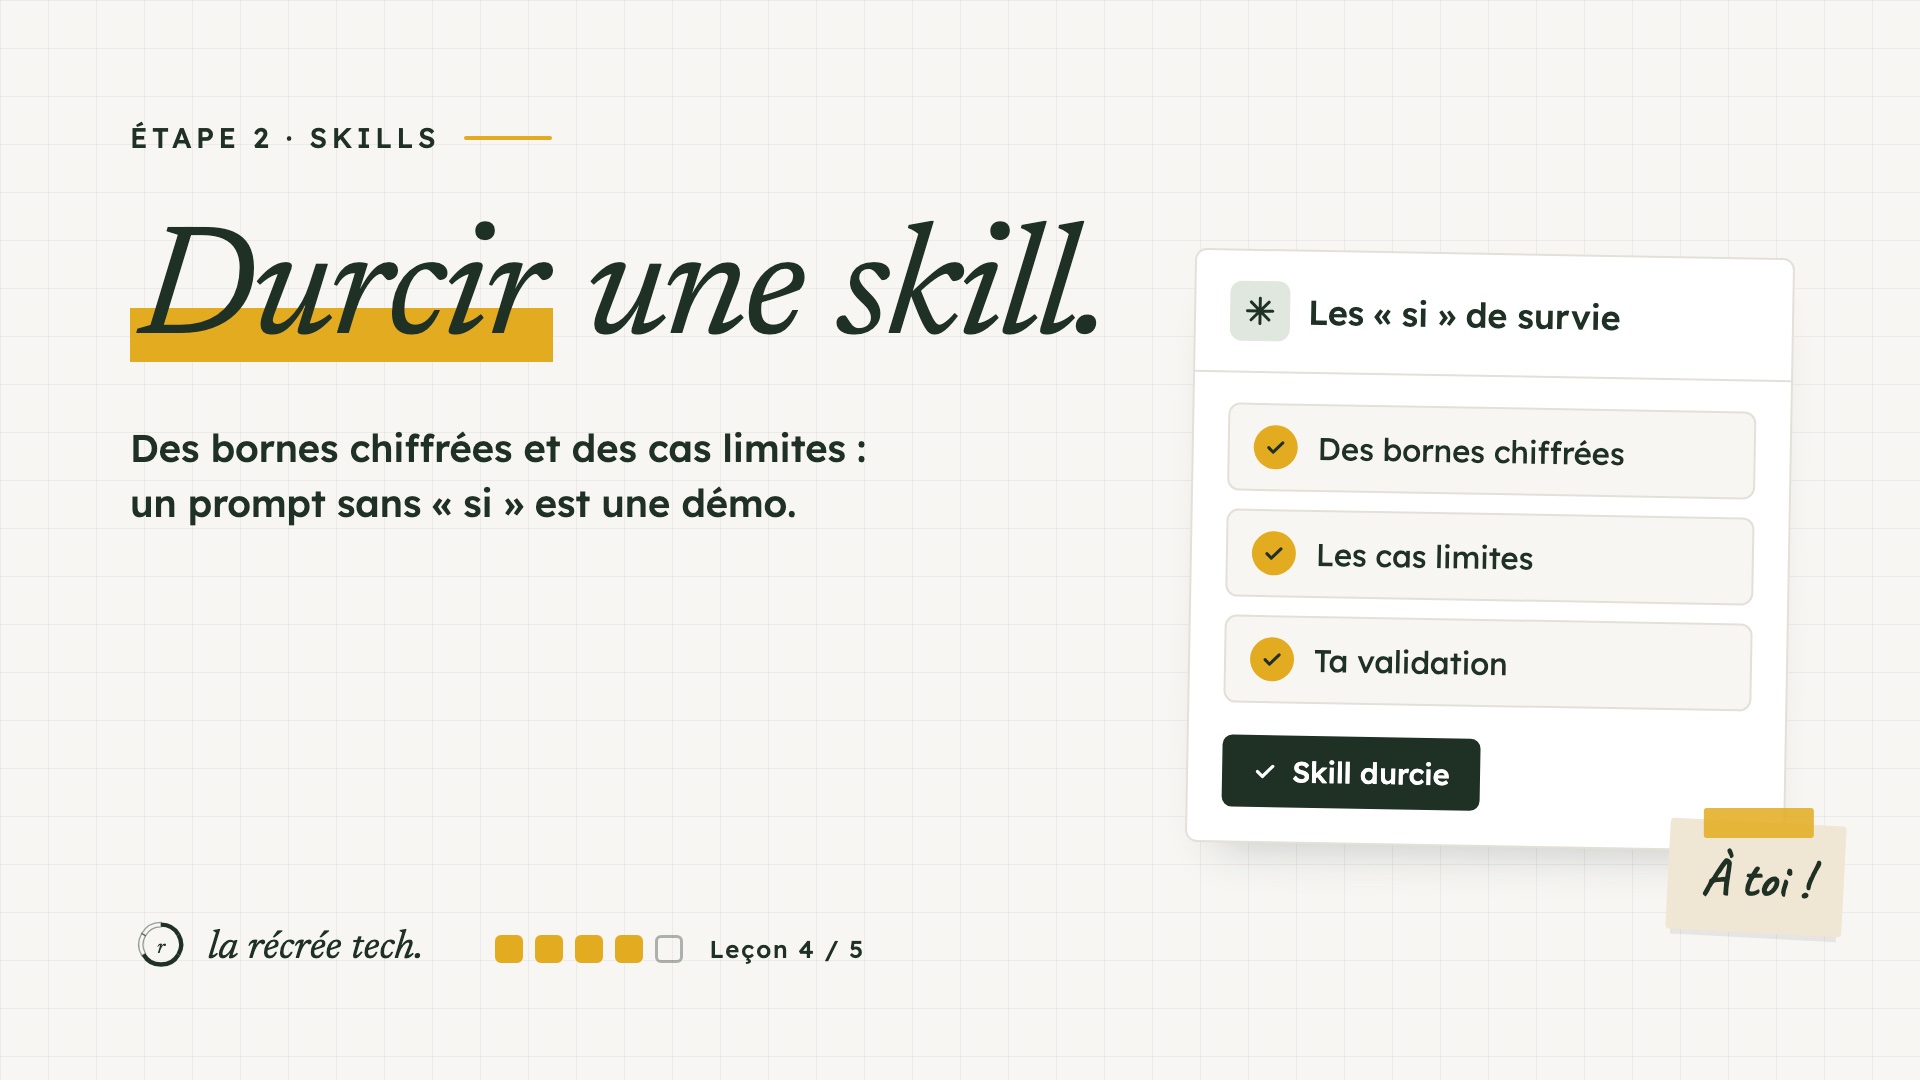 ÉTAPE 2 · SKILLS
Durcir une skill.
Des bornes chiffrées et des cas limites :
un prompt sans « si » est une démo.
Les « si » de survie
Des bornes chiffrées
Les cas limites
Ta validation
Skill durcie
À toi !
r
la récrée tech.
Leçon 4 / 5